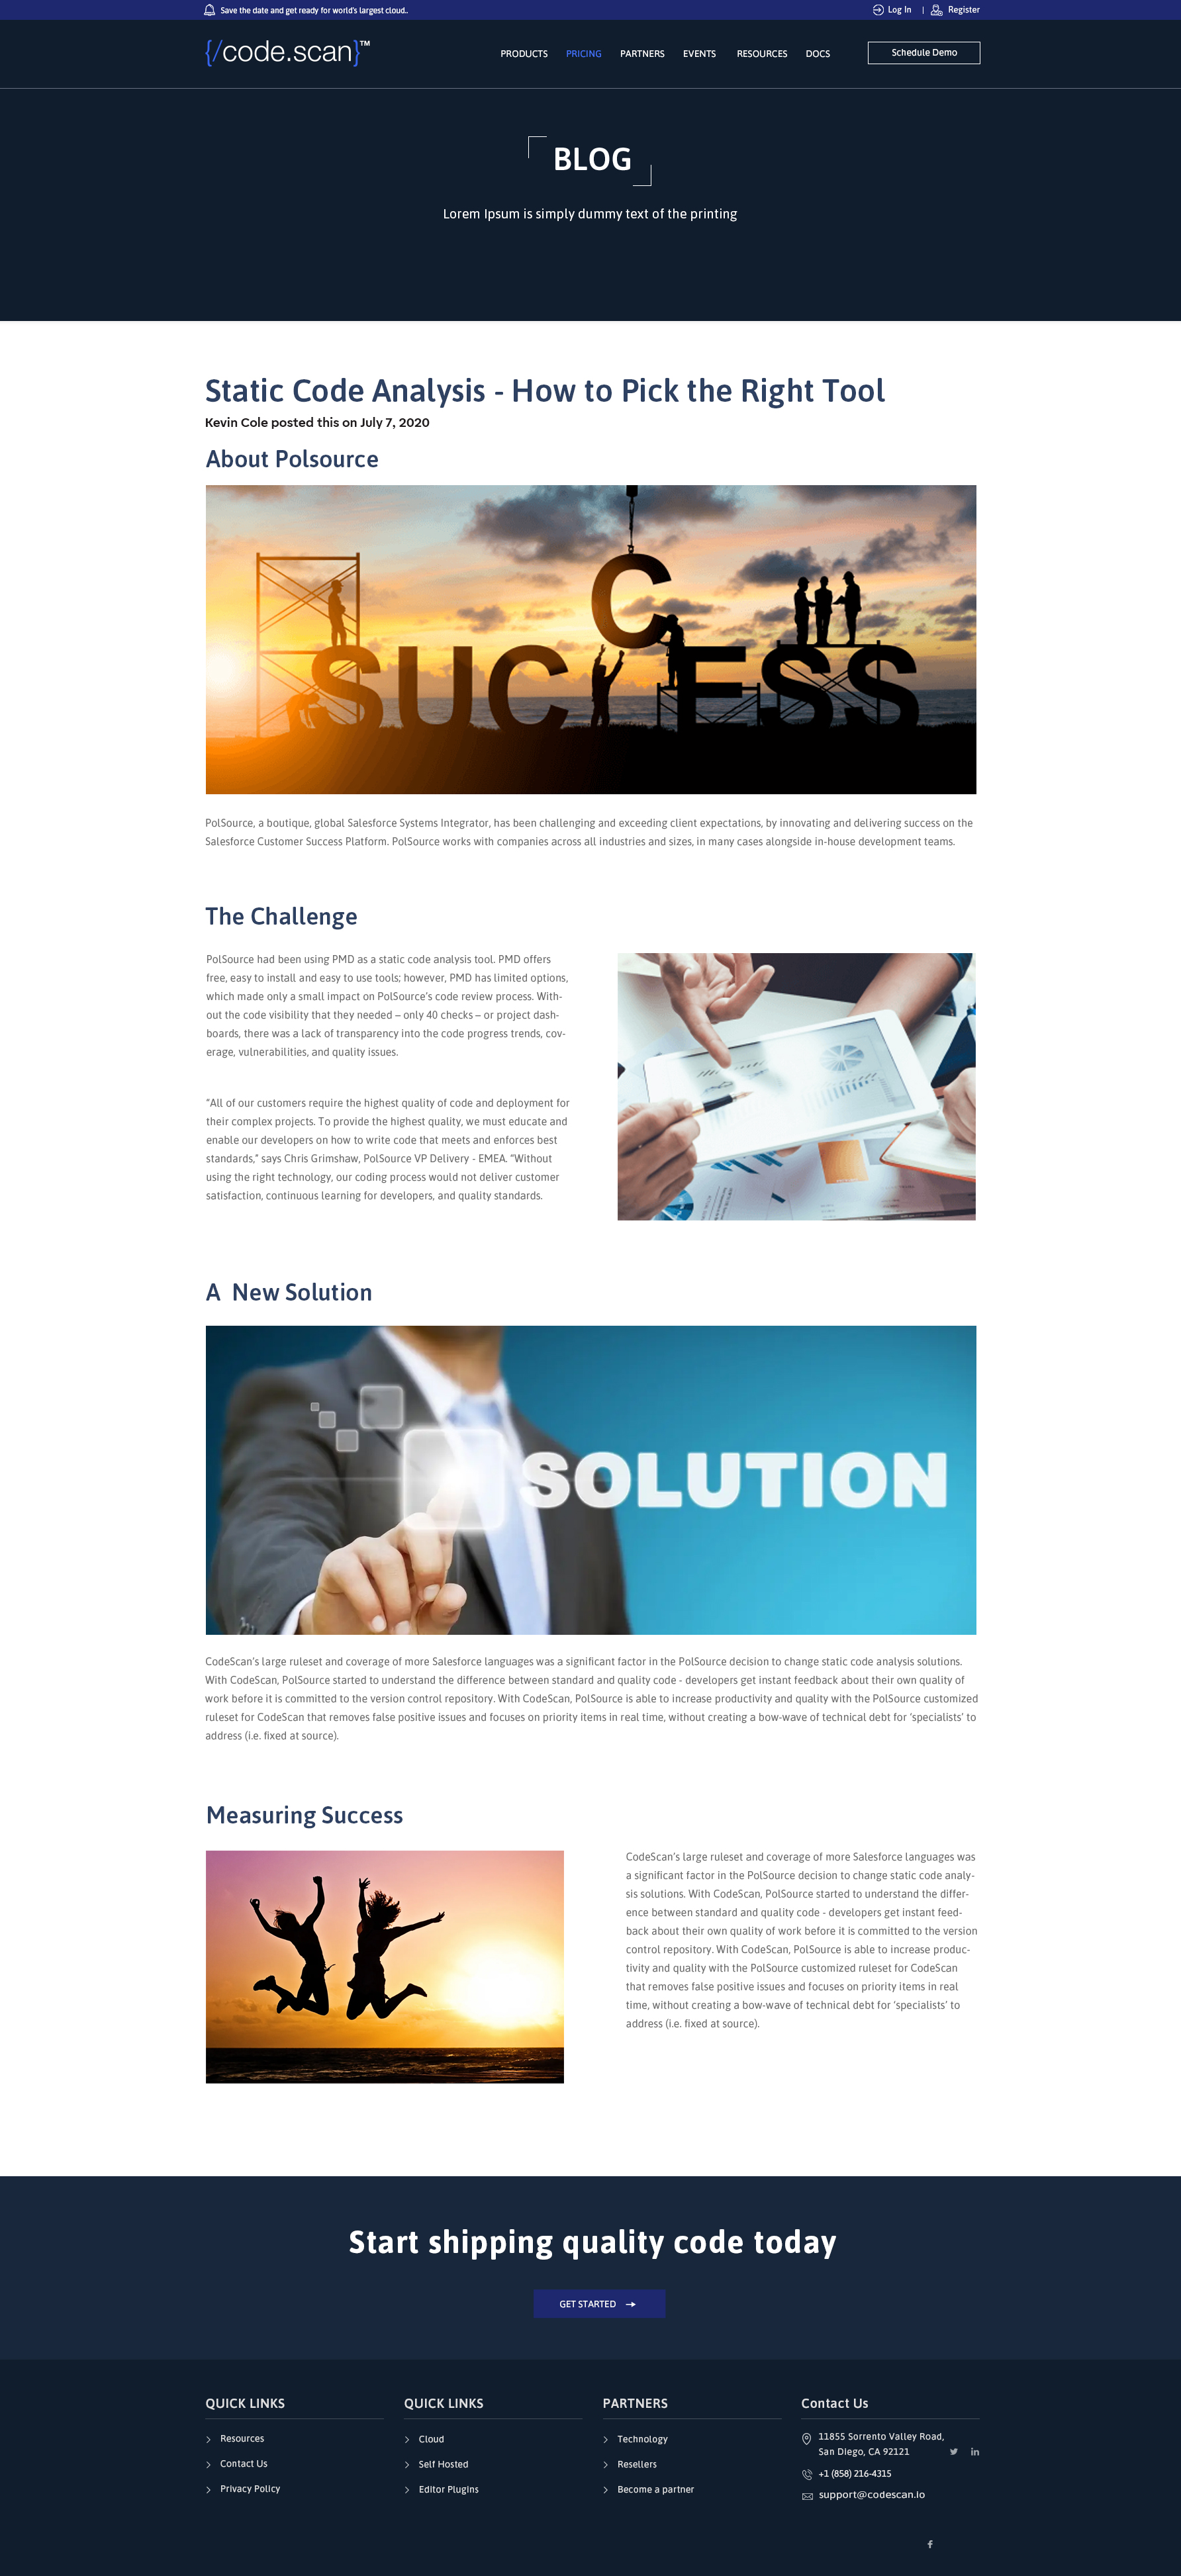 Save the date and get ready for world's largest cloud..
Log In | Register
{/code.scan}™
PRODUCTS PRICING PARTNERS EVENTS RESOURCES DOCS Schedule Demo
BLOG
Lorem Ipsum is simply dummy text of the printing
Static Code Analysis - How to Pick the Right Tool
Kevin Cole posted this on July 7, 2020
About Polsource
C
SUC ESS
PolSource, a boutique, global Salesforce Systems Integrator, has been challenging and exceeding client expectations, by innovating and delivering success on the
Salesforce Customer Success Platform. PolSource works with companies across all industries and sizes, in many cases alongside in-house development teams.
The Challenge
PolSource had been using PMD as a static code analysis tool. PMD offers
free, easy to install and easy to use tools; however, PMD has limited options,
which made only a small impact on PolSource’s code review process. With-
out the code visibility that they needed – only 40 checks – or project dash-
boards, there was a lack of transparency into the code progress trends, cov-
erage, vulnerabilities, and quality issues.
“All of our customers require the highest quality of code and deployment for
their complex projects. To provide the highest quality, we must educate and
enable our developers on how to write code that meets and enforces best
standards,” says Chris Grimshaw, PolSource VP Delivery - EMEA. “Without
using the right technology, our coding process would not deliver customer
satisfaction, continuous learning for developers, and quality standards.
A  New Solution
SOLUTION
CodeScan’s large ruleset and coverage of more Salesforce languages was a significant factor in the PolSource decision to change static code analysis solutions.
With CodeScan, PolSource started to understand the difference between standard and quality code - developers get instant feedback about their own quality of
work before it is committed to the version control repository. With CodeScan, PolSource is able to increase productivity and quality with the PolSource customized
ruleset for CodeScan that removes false positive issues and focuses on priority items in real time, without creating a bow-wave of technical debt for ‘specialists’ to
address (i.e. fixed at source).
Measuring Success
CodeScan’s large ruleset and coverage of more Salesforce languages was
a significant factor in the PolSource decision to change static code analy-
sis solutions. With CodeScan, PolSource started to understand the differ-
ence between standard and quality code - developers get instant feed-
back about their own quality of work before it is committed to the version
control repository. With CodeScan, PolSource is able to increase produc-
tivity and quality with the PolSource customized ruleset for CodeScan
that removes false positive issues and focuses on priority items in real
time, without creating a bow-wave of technical debt for ‘specialists’ to
address (i.e. fixed at source).
Start shipping quality code today
GET STARTED
QUICK LINKS
Resources
Contact Us
Privacy Policy
QUICK LINKS
Cloud
Self Hosted
Editor Plugins
PARTNERS
Technology
Resellers
Become a partner
Contact Us
11855 Sorrento Valley Road,
San Diego, CA 92121
+1 (858) 216-4315
support@codescan.io